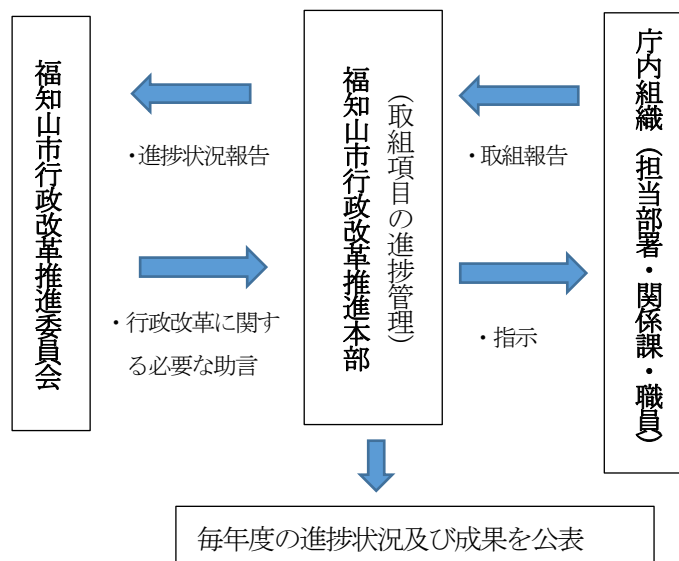 福知山市行政改革推進委員会
・進捗状況報告
・行政改革に関す
る必要な助言
福知山市行政改革推進本部
(取組項目の進捗管理)
・取組報告
・指示
庁内組織(担当部署・関係課・職員)
毎年度の進捗状況及び成果を公表